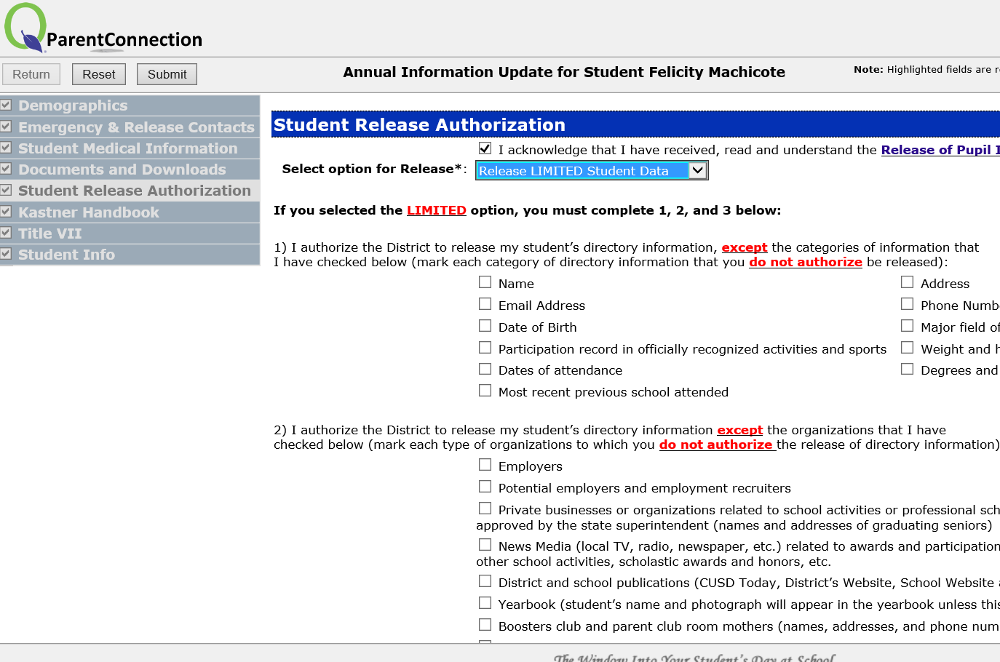 ParentConnection
Return Reset Submit Annual Information Update for Student Felicity Machicote Note: Highlighted fields are
Demographics
Emergency & Release Contacts
Student Medical Information
Documents and Downloads
Student Release Authorization
Kastner Handbook
Title VII
Student Info
Student Release Authorization
I acknowledge that I have received, read and understand the Release of Pupil
Select option for Release*: Release LIMITED Student Data
If you selected the LIMITED option, you must complete 1, 2, and 3 below:
1) I authorize the District to release my student’s directory information, except the categories of information that
I have checked below (mark each category of directory information that you do not authorize be released):
Name Address
Email Address Phone
Date of Birth Major field
Participation record in officially recognized activities and sports Weight and
Dates of attendance Degrees and
Most recent previous school attended
2) I authorize the District to release my student’s directory information except the organizations that I have
checked below (mark each type of organizations to which you do not authorize the release of directory information)
Employers
Potential employers and employment recruiters
Private businesses or organizations related to school activities or professional
approved by the state superintendent (names and addresses of graduating seniors)
News Media (local TV, radio, newspaper, etc.) related to awards and participation
other school activities, scholastic awards and honors, etc.
District and school publications (CUSD Today, District’s Website, School Website
Yearbook (student’s name and photograph will appear in the yearbook unless
Boosters club and parent club room mothers (names, addresses, and phone
The Window Into Your Student’s Day at School